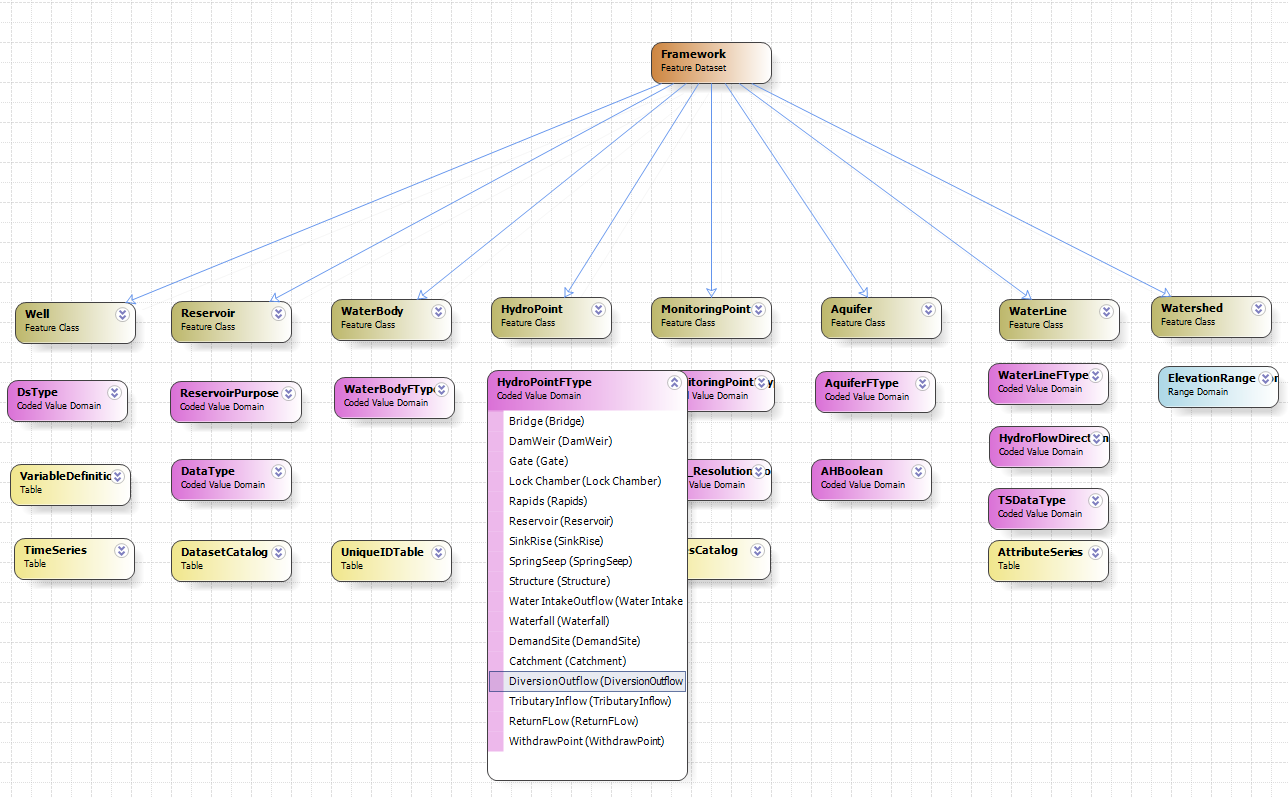 Framework
Feature Dataset
Well
Feature Class
Reservoir
Feature Class
WaterBody
Feature Class
HydroPoint
Feature Class
MonitoringPoint
Feature Class
Aquifer
Feature Class
WaterLine
Feature Class
Watershed
Feature Class
DsType
Coded Value Domain
ReservoirPurpose
Coded Value Domain
WaterBodyFType
Coded Value Domain
HydroPointFType
Coded Value Domain
Bridge (Bridge)
DamWeir (DamWeir)
Gate (Gate)
Lock Chamber (Lock Chamber)
Rapids (Rapids)
Reservoir (Reservoir)
SinkRise (SinkRise)
SpringSeep (SpringSeep)
Structure (Structure)
Water IntakeOutflow (Water Intake
Waterfall (Waterfall)
DemandSite (DemandSite)
Catchment (Catchment)
DiversionOutflow (DiversionOutflow
TributaryInflow (TributaryInflow)
ReturnFLow (ReturnFLow)
WithdrawPoint (WithdrawPoint)
itoringPoint
Value Domain
AquiferFType
Coded Value Domain
WaterLineFType
Coded Value Domain
ElevationRange
Range Domain
HydroFlowDirect
Coded Value Domain
VariableDefinitic
Table
DataType
Coded Value Domain
_Resolution
Value Domain
AHBoolean
Coded Value Domain
TSDataType
Coded Value Domain
TimeSeries
Table
DatasetCatalog
Table
UniqueIDTable
Table
esCatalog
AttributeSeries
Table